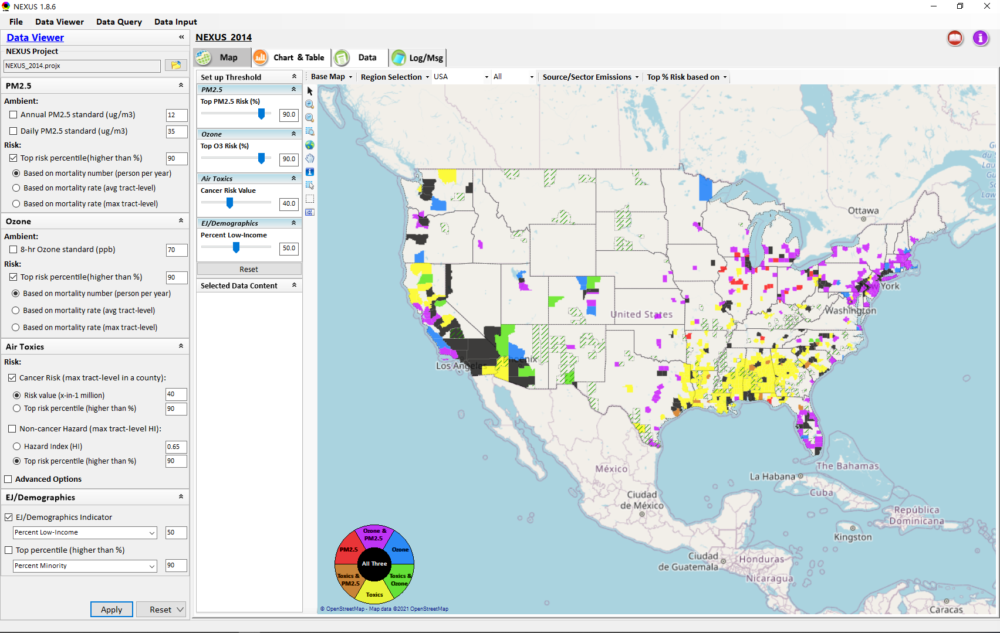 NEXUS 1.8.6
File Data Viewer Data Query Data Input
Data Viewer «
NEXUS Project
NEXUS_2014.projx
PM2.5
Ambient:
Annual PM2.5 standard (ug/m3) 12
Daily PM2.5 standard (ug/m3) 35
Risk:
Top risk percentile(higher than %) 90
Based on mortality number (person per year)
Based on mortality rate (avg tract-level)
Based on mortality rate (max tract-level)
Ozone
Ambient:
8-hr Ozone standard (ppb) 70
Risk:
Top risk percentile(higher than %) 90
Based on mortality number (person per year)
Based on mortality rate (avg tract-level)
Based on mortality rate (max tract-level)
Air Toxics
Risk:
Cancer Risk (max tract-level in a county):
Risk value (x-in-1 million) 40
Top risk percentile (higher than %) 90
Non-cancer Hazard (max tract-level HI):
Hazard Index (HI) 0.65
Top risk percentile (higher than %) 90
Advanced Options
EJ/Demographics
EJ/Demographics Indicator
Percent Low-Income 50
Top percentile (higher than %)
Percent Minority 90
Apply Reset
NEXUS_2014
Map Chart & Table Data Log/Msg
Set up Threshold
PM2.5
Top PM2.5 Risk (%)
90.0
Ozone
Top O3 Risk (%)
90.0
Air Toxics
Cancer Risk Value
40.0
EJ/Demographics
Percent Low-Income
50.0
Reset
Selected Data Content
Base Map Region Selection USA All Source/Sector Emissions Top % Risk based on
Ottawa
York
Washington
United States
Los Angeles
México
Ciudad
de México
La Habana
The Bahamas
Cuba
República
Dominicana
Kingston
Ciudad
de Guatemala
Honduras
Nicaragua
Caracas
Ozone &
PM2.5
PM2.5
Ozone
All Three
Toxics &
PM2.5
Toxics &
Ozone
Toxics
© OpenStreetMap - Map data ©2021 OpenStreetMap